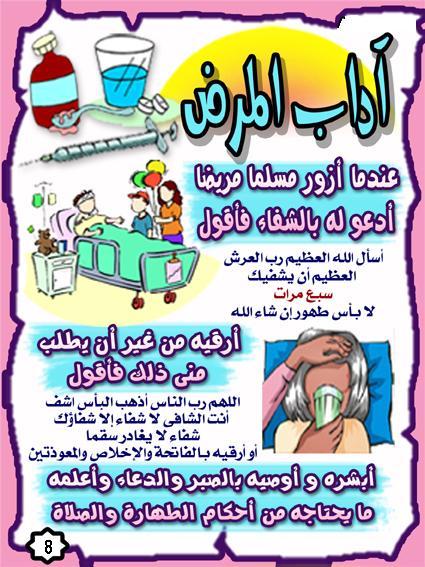 آداب المرض
عندما أزور مسلما مريضا
أدعو له بالشفاء فأقول
أسأل الله العظيم رب العرش
العظيم أن يشفيك
سبع مرات
لا بأس طهور إن شاء الله
أرقيه من غير أن يطلب
منى ذلك فأقول
اللهم رب الناس أذهب البأس اشف
أنت الشافى لا شفاء إلا شفاؤك
شفاء لا يغادر سقما
أو أرقيه بالفاتحة والإخلاص والمعوذتين
أبشره و أوصيه بالصبر والدعاء وأعلمه
ما يحتاجه من أحكام الطهارة والصلاة
8